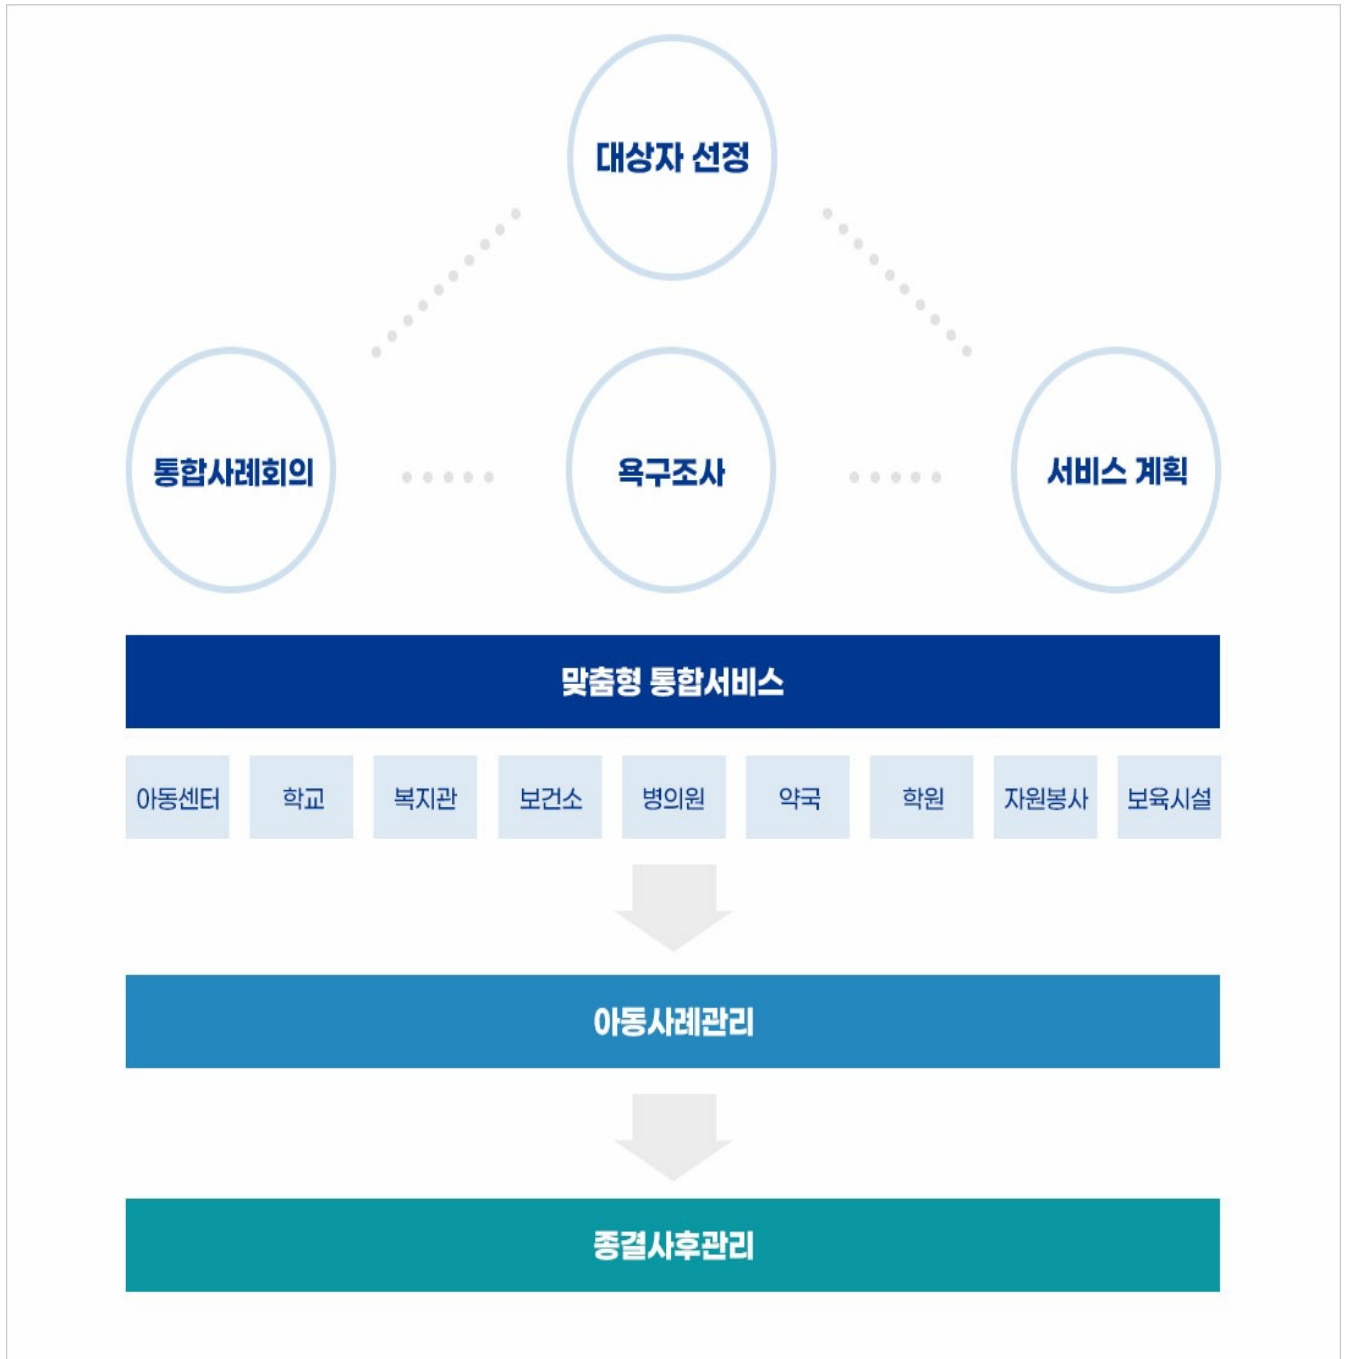 대상자 선정
통합사례회의
욕구조사
서비스 계획
맞춤형 통합서비스
아동센터
학교
복지관
보건소
병의원
약국
학원
자원봉사
보육시설
아동사례관리
종결사후관리